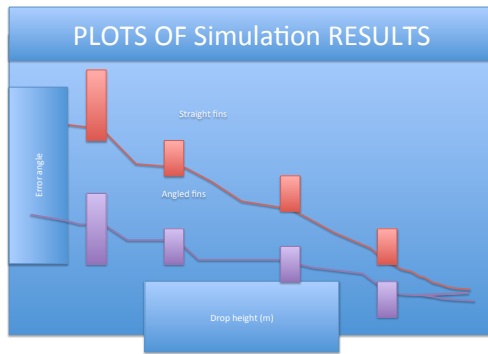 PLOTS OF Simulation RESULTS
Straight fins
Error angle
Angled fins
Drop height (m)